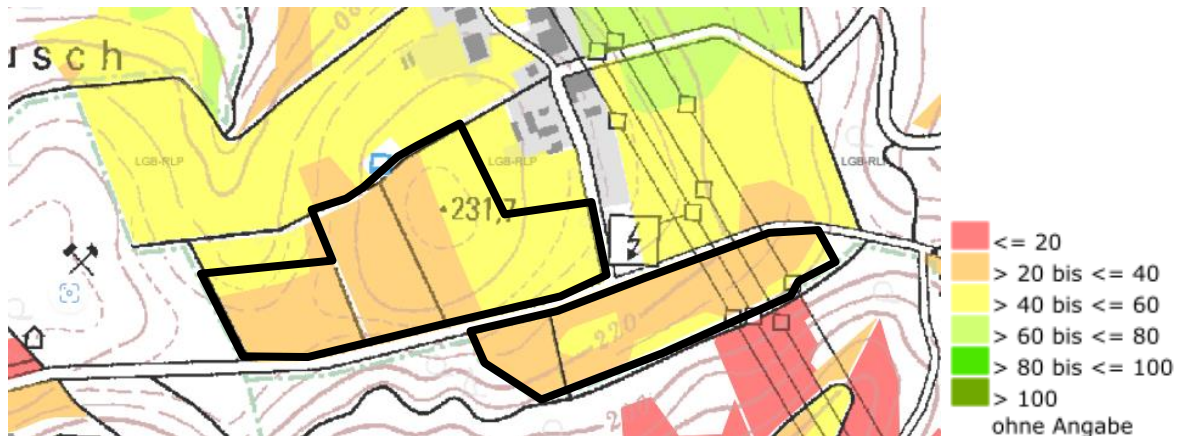 usch
LGB-RLP
LGB-RLP
LGB-RLP
231,7
220
<= 20
> 20 bis <= 40
> 40 bis <= 60
> 60 bis <= 80
> 80 bis <= 100
> 100
ohne Angabe